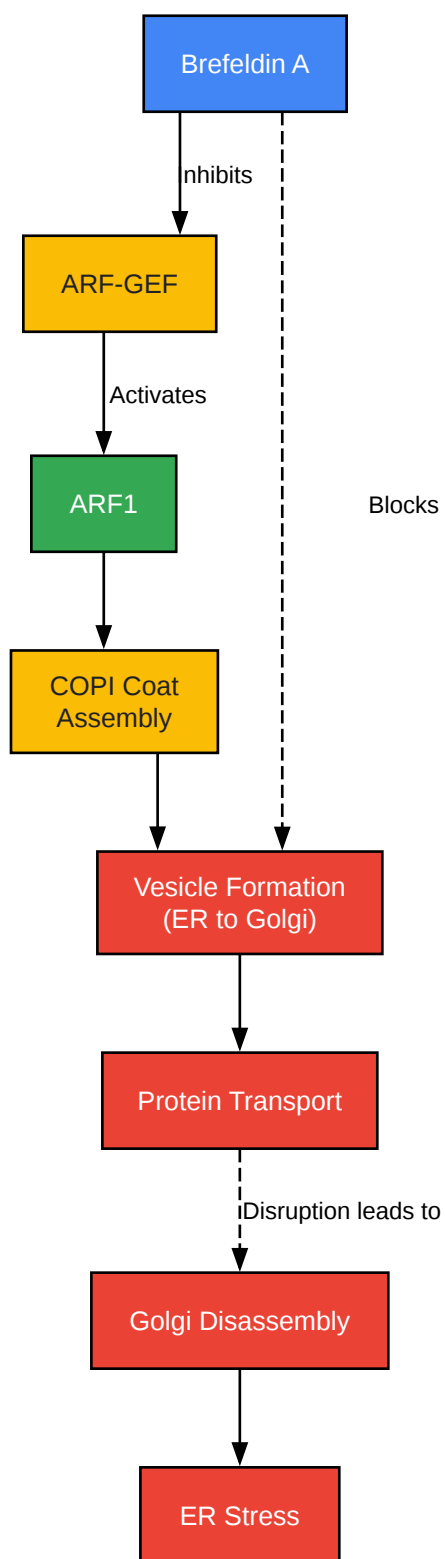 Brefeldin A
Inhibits
ARF-GEF
Activates
ARF1
Blocks
COPI Coat
Assembly
Vesicle Formation
(ER to Golgi)
Protein Transport
Disruption leads to
Golgi Disassembly
ER Stress